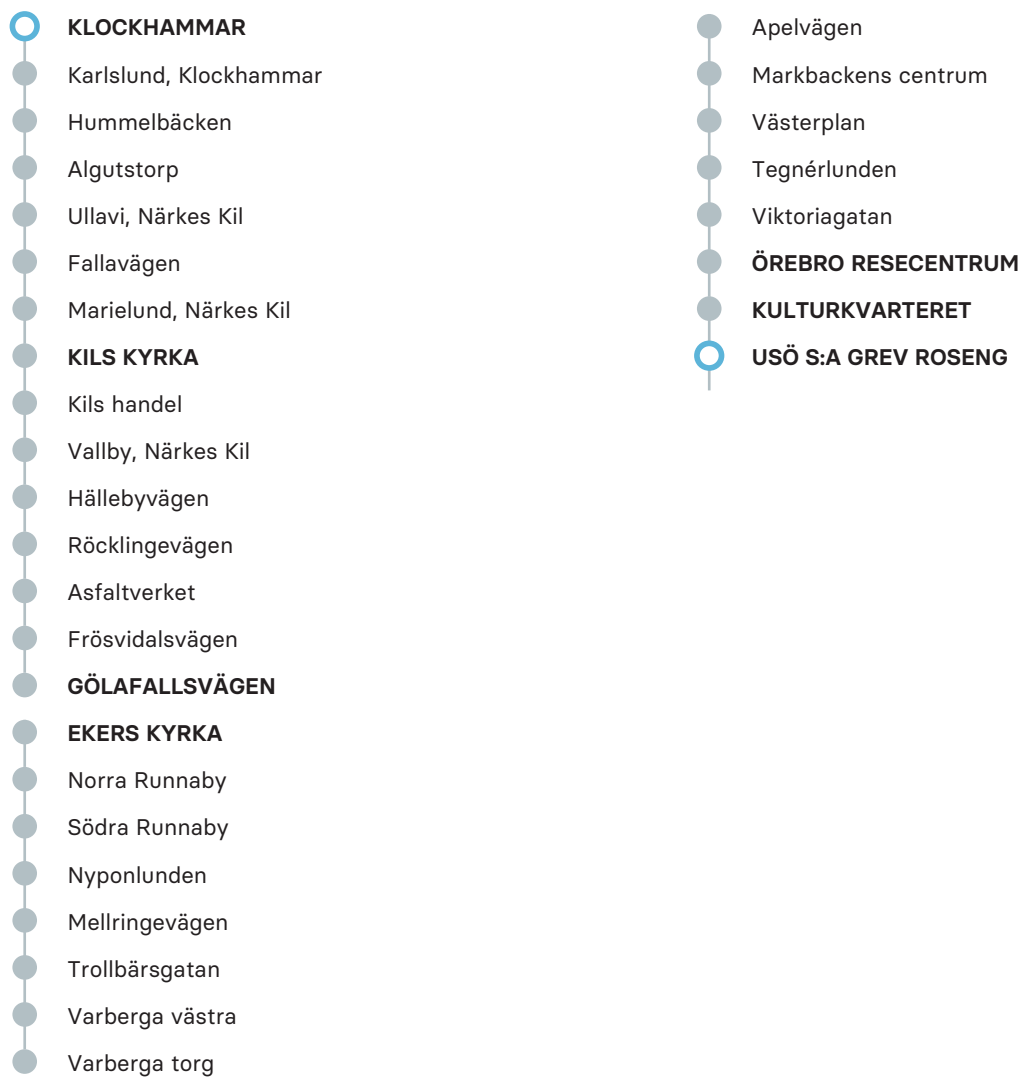 KLOCKHAMMAR
Karlslund, Klockhammar
Hummelbäcken
Algutstorp
Ullavi, Närkes Kil
Fallavägen
Marielund, Närkes Kil
KILS KYRKA
Kils handel
Vallby, Närkes Kil
Hällebyvägen
Röcklingevägen
Asfaltverket
Frösvidalsvägen
GÖLAFALLSVÄGEN
EKERS KYRKA
Norra Runnaby
Södra Runnaby
Nyponlunden
Mellringevägen
Trollbärsgatan
Varberga västra
Varberga torg
Apelvägen
Markbackens centrum
Västerplan
Tegnérlunden
Viktoriagatan
ÖREBRO RESECENTRUM
KULTURKVARTERET
USÖ S:A GREV ROSENG